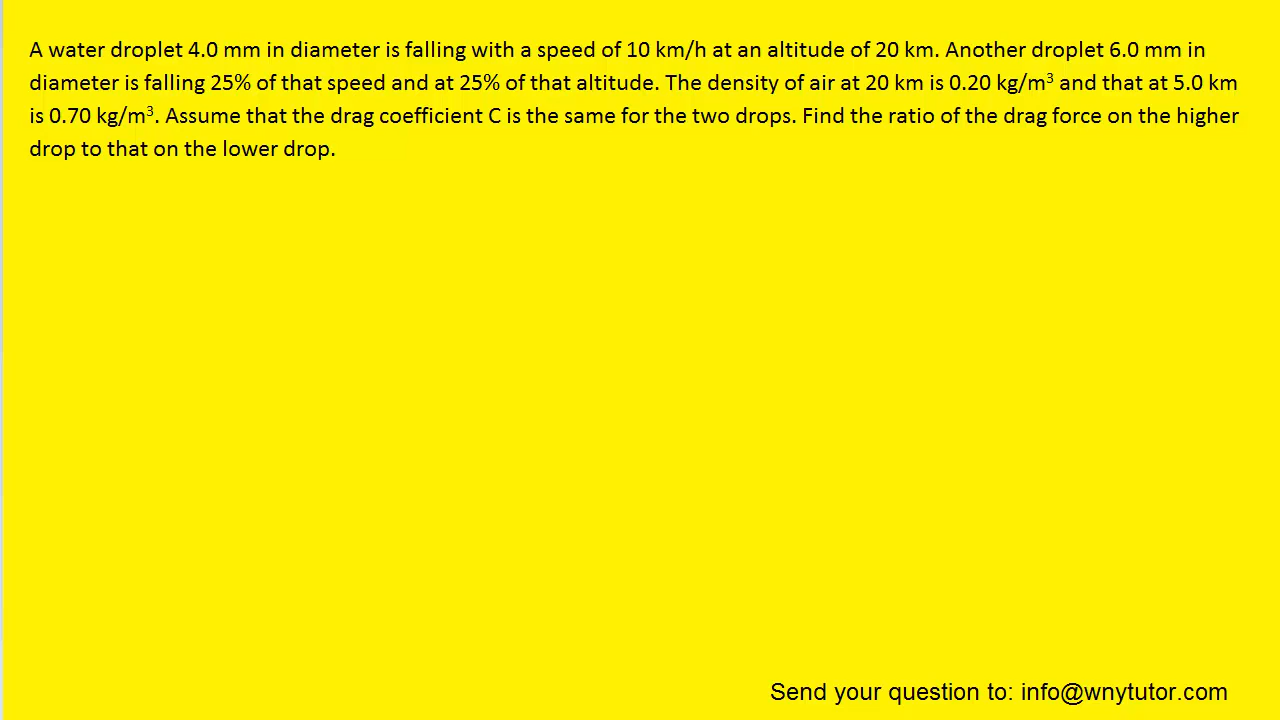 A water droplet 4.0 mm in diameter is falling with a speed of 10 km/h at an altitude of 20 km. Another droplet 6.0 mm in
diameter is falling 25% of that speed and at 25% of that altitude. The density of air at 20 km is 0.20 kg/m³ and that at 5.0 km
is 0.70 kg/m³. Assume that the drag coefficient C is the same for the two drops. Find the ratio of the drag force on the higher
drop to that on the lower drop.
Send your question to: info@wnytutor.com